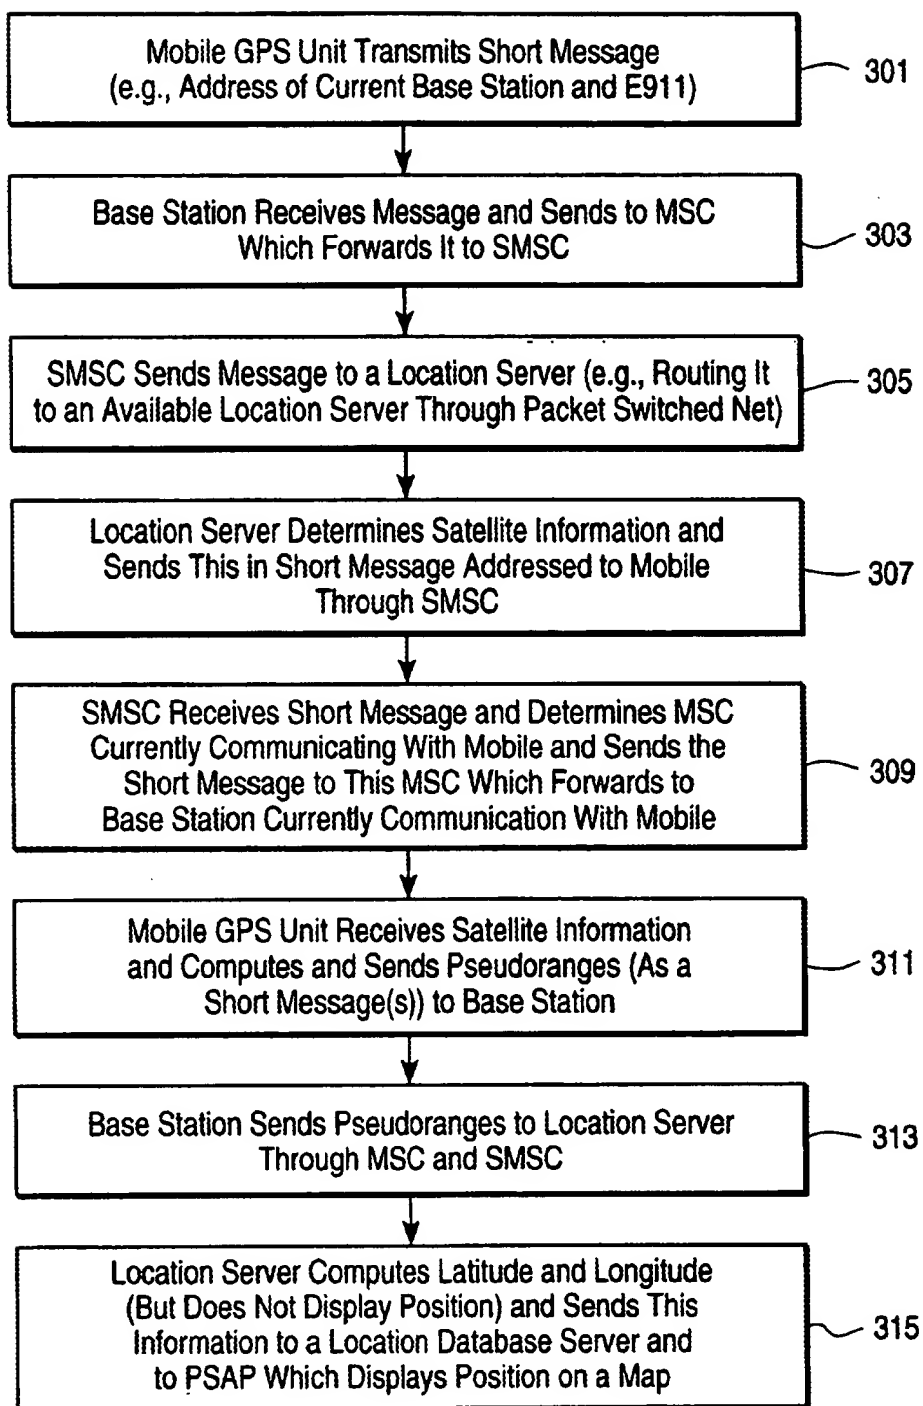 Mobile GPS Unit Transmits Short Message
(e.g., Address of Current Base Station and E911)
301
Base Station Receives Message and Sends to MSC
Which Forwards It to SMSC
303
SMSC Sends Message to a Location Server (e.g., Routing It
to an Available Location Server Through Packet Switched Net)
305
Location Server Determines Satellite Information and
Sends This in Short Message Addressed to Mobile
Through SMSC
307
SMSC Receives Short Message and Determines MSC
Currently Communicating With Mobile and Sends the
Short Message to This MSC Which Forwards to
Base Station Currently Communication With Mobile
309
Mobile GPS Unit Receives Satellite Information
and Computes and Sends Pseudoranges (As a
Short Message(s)) to Base Station
311
Base Station Sends Pseudoranges to Location Server
Through MSC and SMSC
313
Location Server Computes Latitude and Longitude
(But Does Not Display Position) and Sends This
Information to a Location Database Server and
to PSAP Which Displays Position on a Map
315